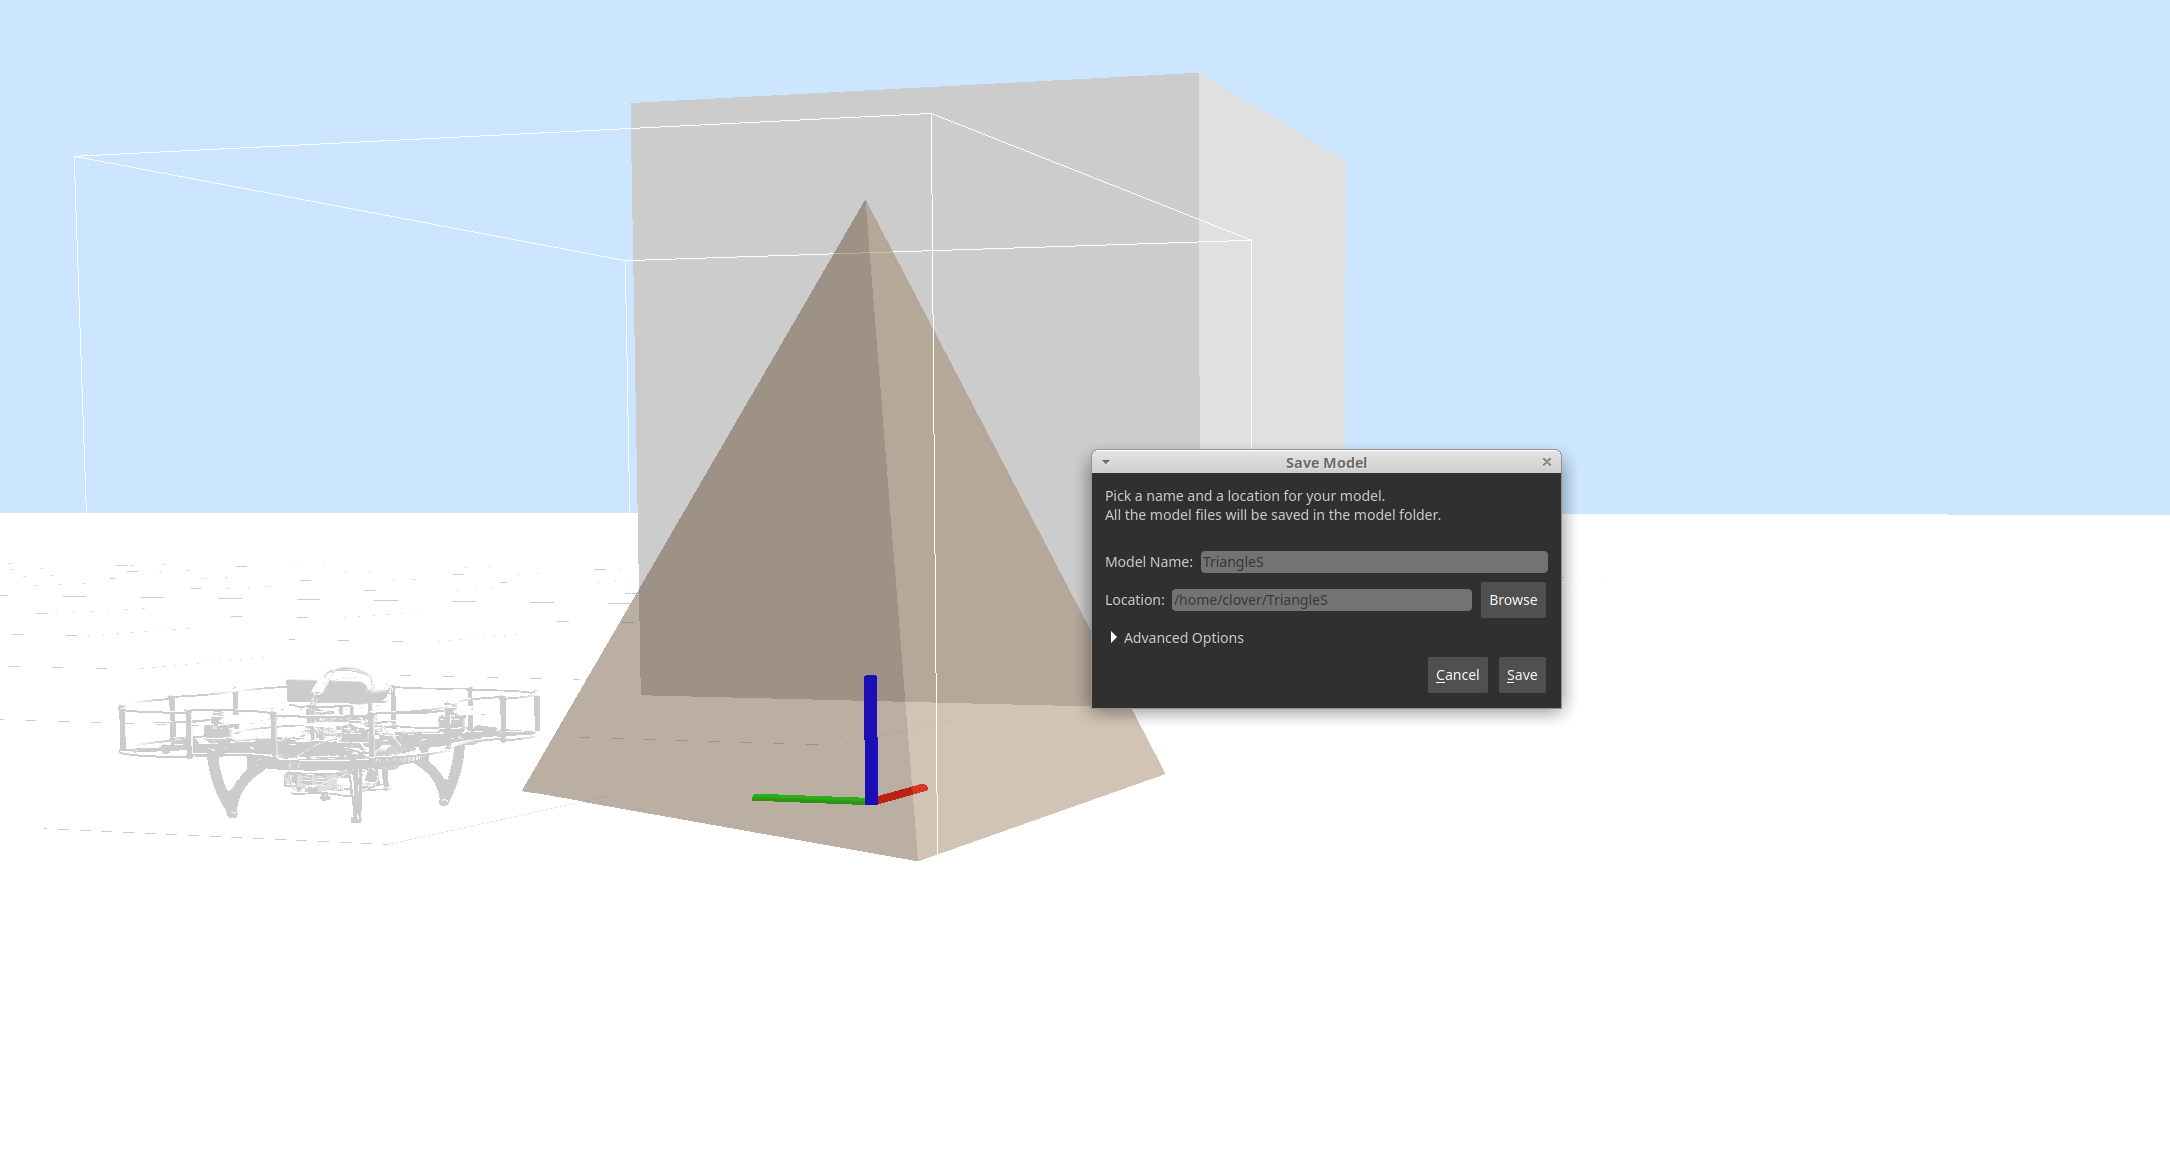 Save Model
Pick a name and a location for your model.
All the model files will be saved in the model folder.
Model Name: TriangleS
Location: /home/clover/TriangleS Browse
Advanced Options
Cancel Save